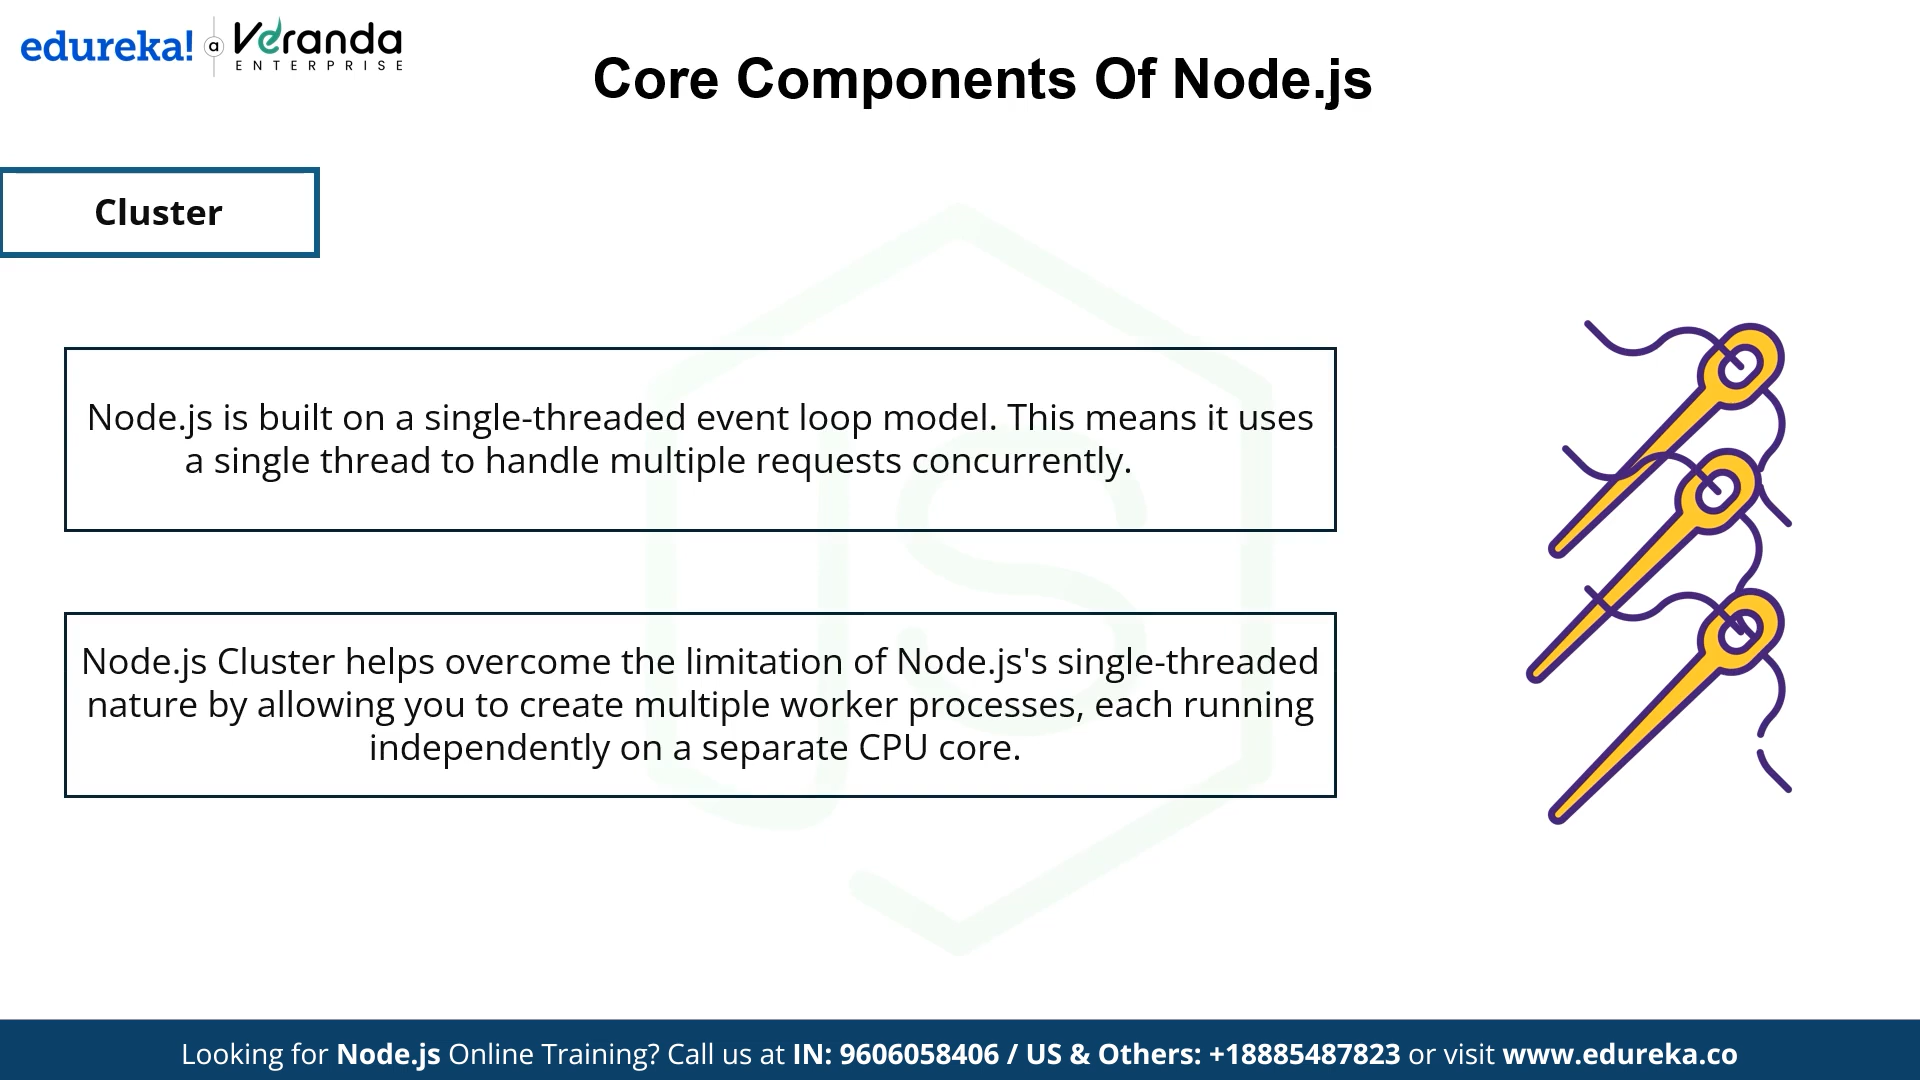 edureka! a Veranda
ENTERPRISE
Core Components Of Node.js
Cluster
Node.js is built on a single-threaded event loop model. This means it uses
a single thread to handle multiple requests concurrently.
Node.js Cluster helps overcome the limitation of Node.js's single-threaded
nature by allowing you to create multiple worker processes, each running
independently on a separate CPU core.
JS
Looking for Node.js Online Training? Call us at IN: 9606058406 / US & Others: +18885487823 or visit www.edureka.co